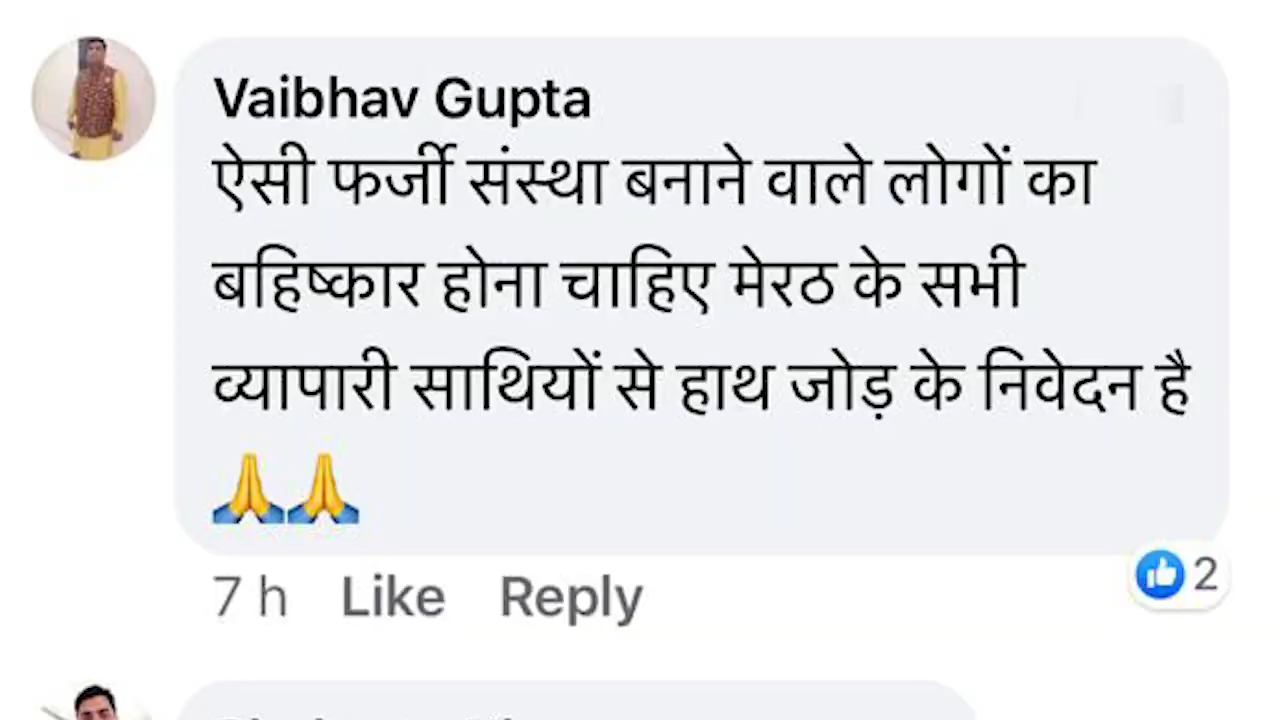 Vaibhav Gupta
ऐसी फर्जी संस्था बनाने वाले लोगों का
बहिष्कार होना चाहिए मेरठ के सभी
व्यापारी साथियों से हाथ जोड़ के निवेदन है
🙏🙏
7 h Like Reply 2